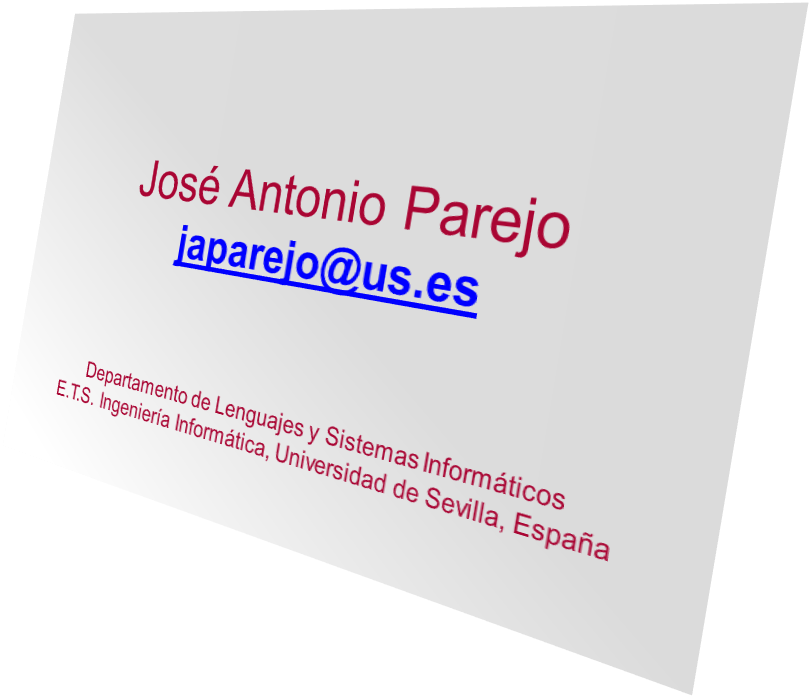 José Antonio Parejo
japarejo@us.es
Departamento de Lenguajes y Sistemas Informáticos
E.T.S. Ingeniería Informática, Universidad de Sevilla, España